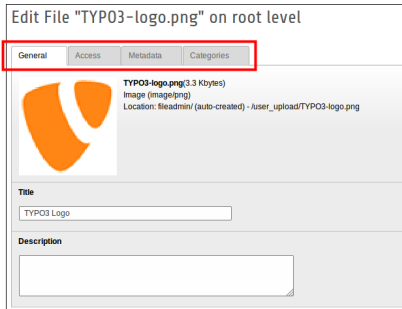 Edit File "TYPO3-logo.png" on root level
General Access Metadata Categories
TYPO3-logo.png(3.3 Kbytes)
Image (image/png)
Location: fileadmin/ (auto-created) - /user_upload/TYPO3-logo.png
Title
TYPO3 Logo
Description